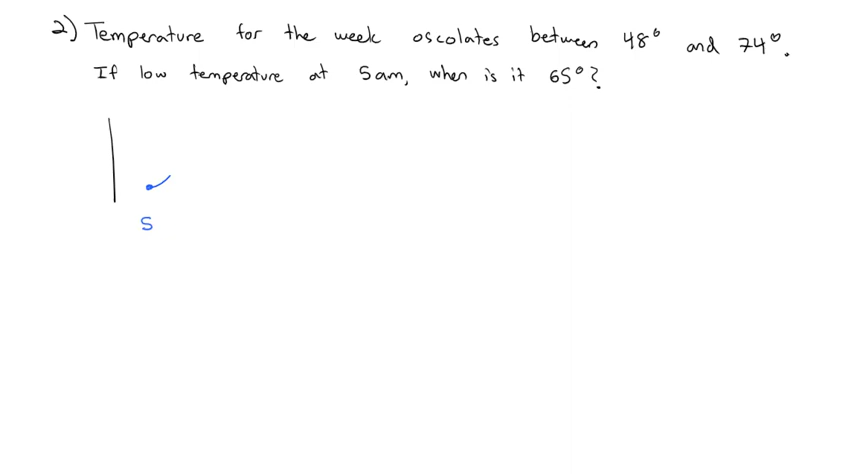 2) Temperature for the week oscolates between 48° and 74°.
If low temperature at 5am, when is it 65°?
5